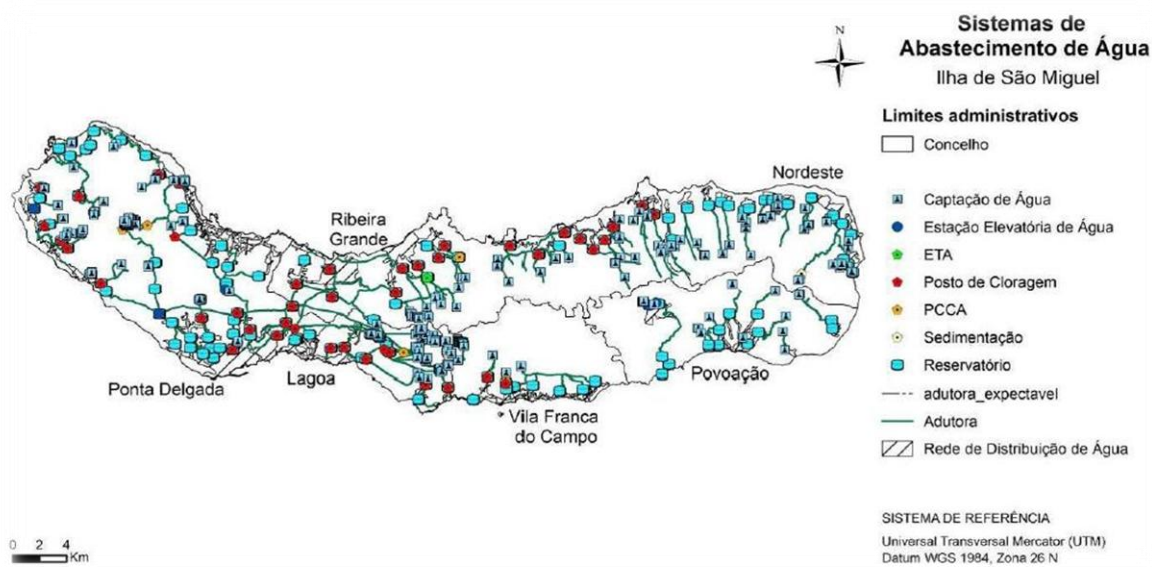 Sistemas de
Abastecimento de Água
Ilha de São Miguel
N
Limites administrativos
Concelho
Captação de Água
Estação Elevatória de Água
ETA
Posto de Cloragem
PCCA
Sedimentação
Reservatório
adutora_expectavel
Adutora
Rede de Distribuição de Água
Nordeste
Ribeira
Grande
Ponta Delgada
Lagoa
Povoação
Vila Franca
do Campo
SISTEMA DE REFERÊNCIA
Universal Transversal Mercator (UTM)
Datum WGS 1984, Zona 26 N
0 2 4
Km